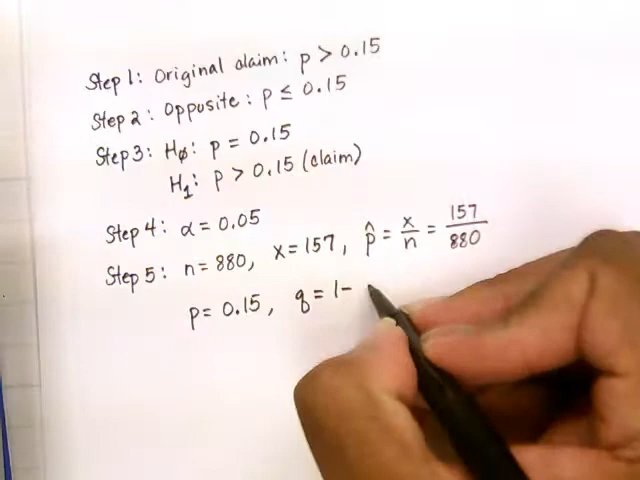 Step 1: Original claim: p > 0.15
Step 2: Opposite: p ≤ 0.15
Step 3: H∅: p = 0.15
H1: p > 0.15 (claim)
Step 4: α = 0.05
Step 5: n = 880, x = 157, p̂ = x/n = 157/880
p = 0.15, q = 1-